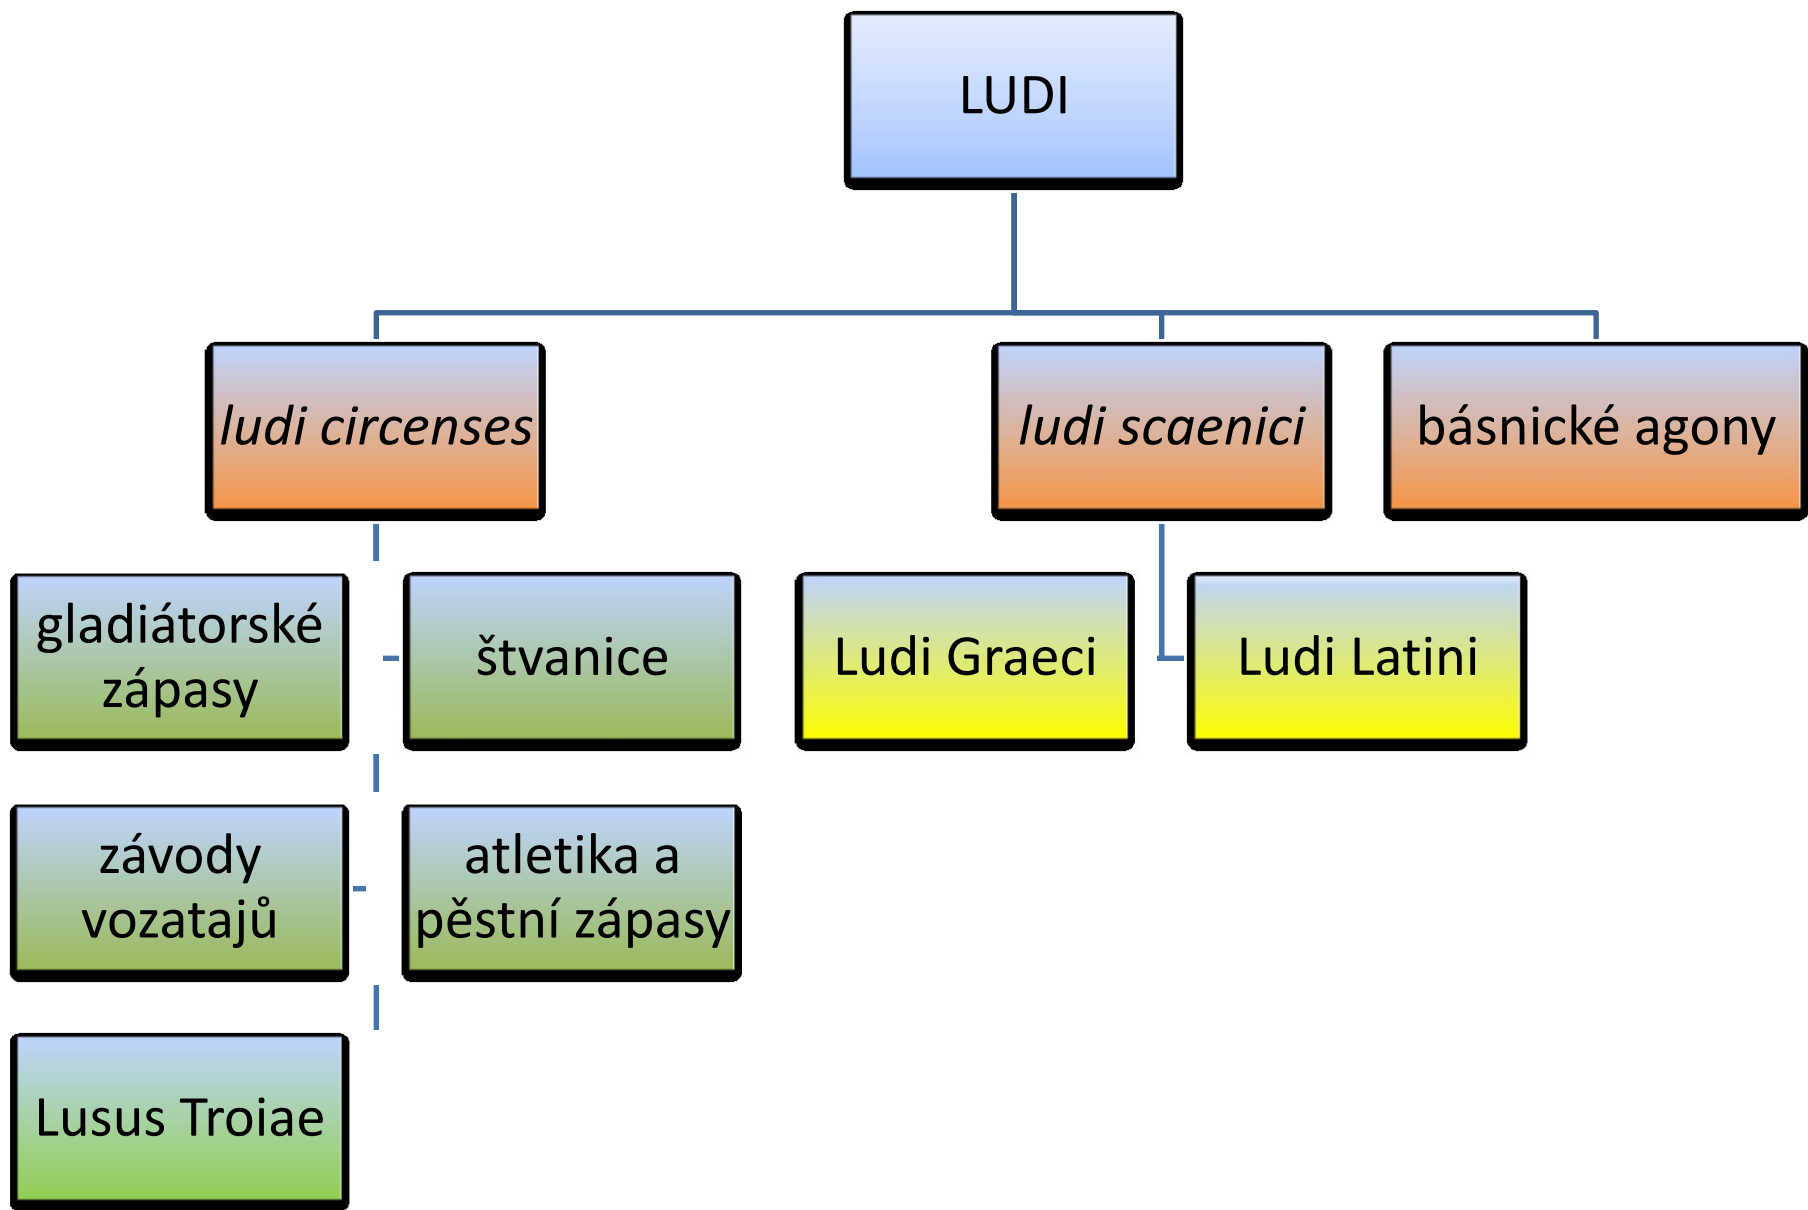 LUDI
ludi circenses
ludi scaenici
básnické agony
gladiátorské
zápasy
štvanice
Ludi Graeci
Ludi Latini
závody
vozatajů
atletika a
pěstní zápasy
Lusus Troiae